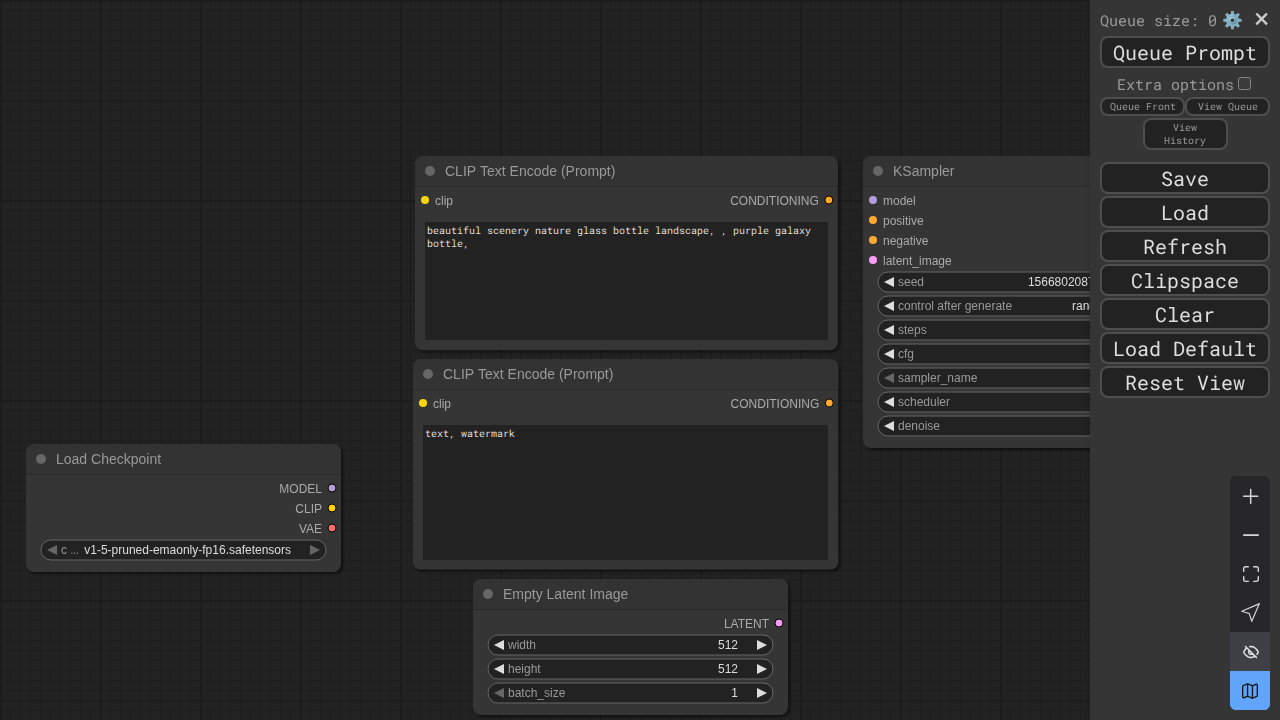 Queue size: 0
Queue Prompt
Extra options
Queue Front
View Queue
View
History
Save
Load
Refresh
Clipspace
Clear
Load Default
Reset View
CLIP Text Encode (Prompt)
clip
CONDITIONING
beautiful scenery nature glass bottle landscape, , purple galaxy
bottle,
KSampler
model
positive
negative
latent_image
seed 1566802087
control after generate ran
steps
cfg
sampler_name
scheduler
denoise
CLIP Text Encode (Prompt)
clip
CONDITIONING
text, watermark
Load Checkpoint
MODEL
CLIP
VAE
c ... v1-5-pruned-emaonly-fp16.safetensors
Empty Latent Image
LATENT
width 512
height 512
batch_size 1